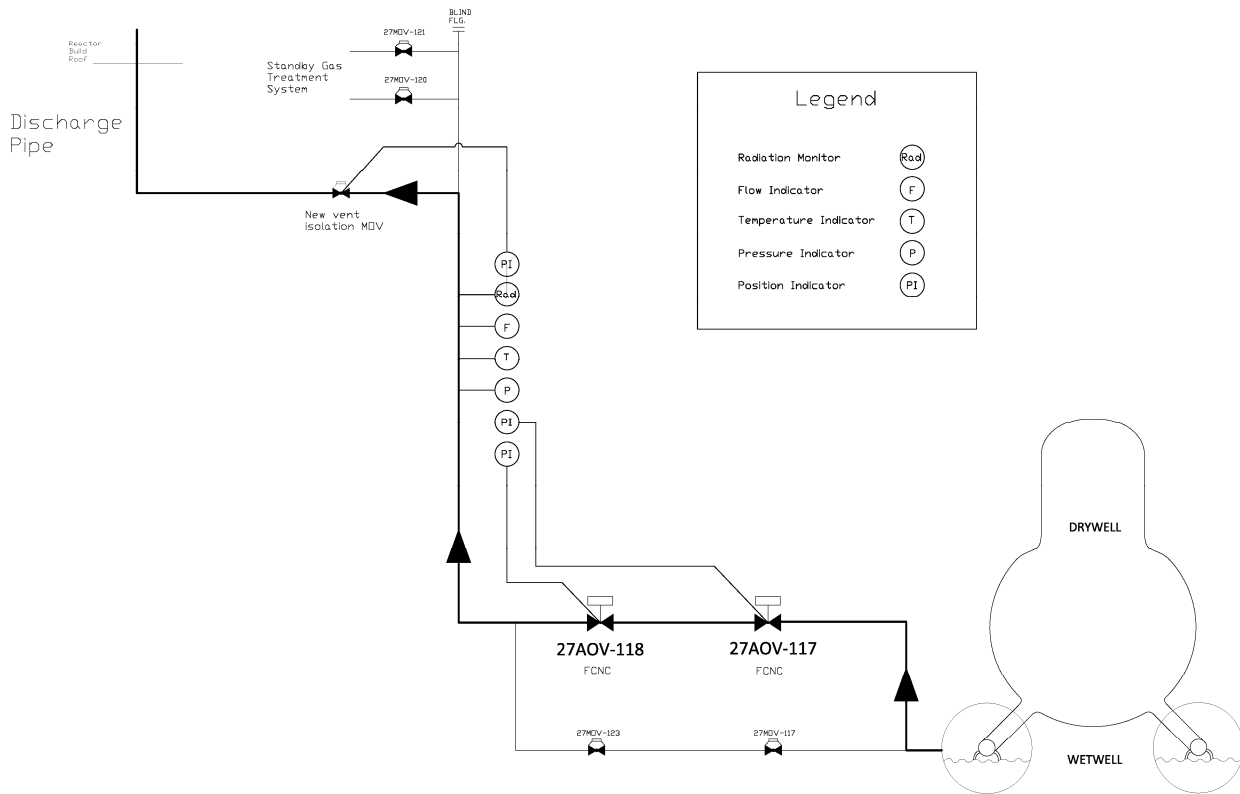 BLIND
FLG.
27MOV-121
Reactor
Build
Roof
Standby Gas
Treatment
System
27MOV-120
Discharge
Pipe
New vent
isolation MOV
Legend
Radiation Monitor Rad
Flow Indicator F
Temperature Indicator T
Pressure Indicator P
Position Indicator PI
PI
Rad
F
T
P
PI
PI
DRYWELL
27AOV-118
FCNC
27AOV-117
FCNC
27MOV-123
27MOV-117
WETWELL